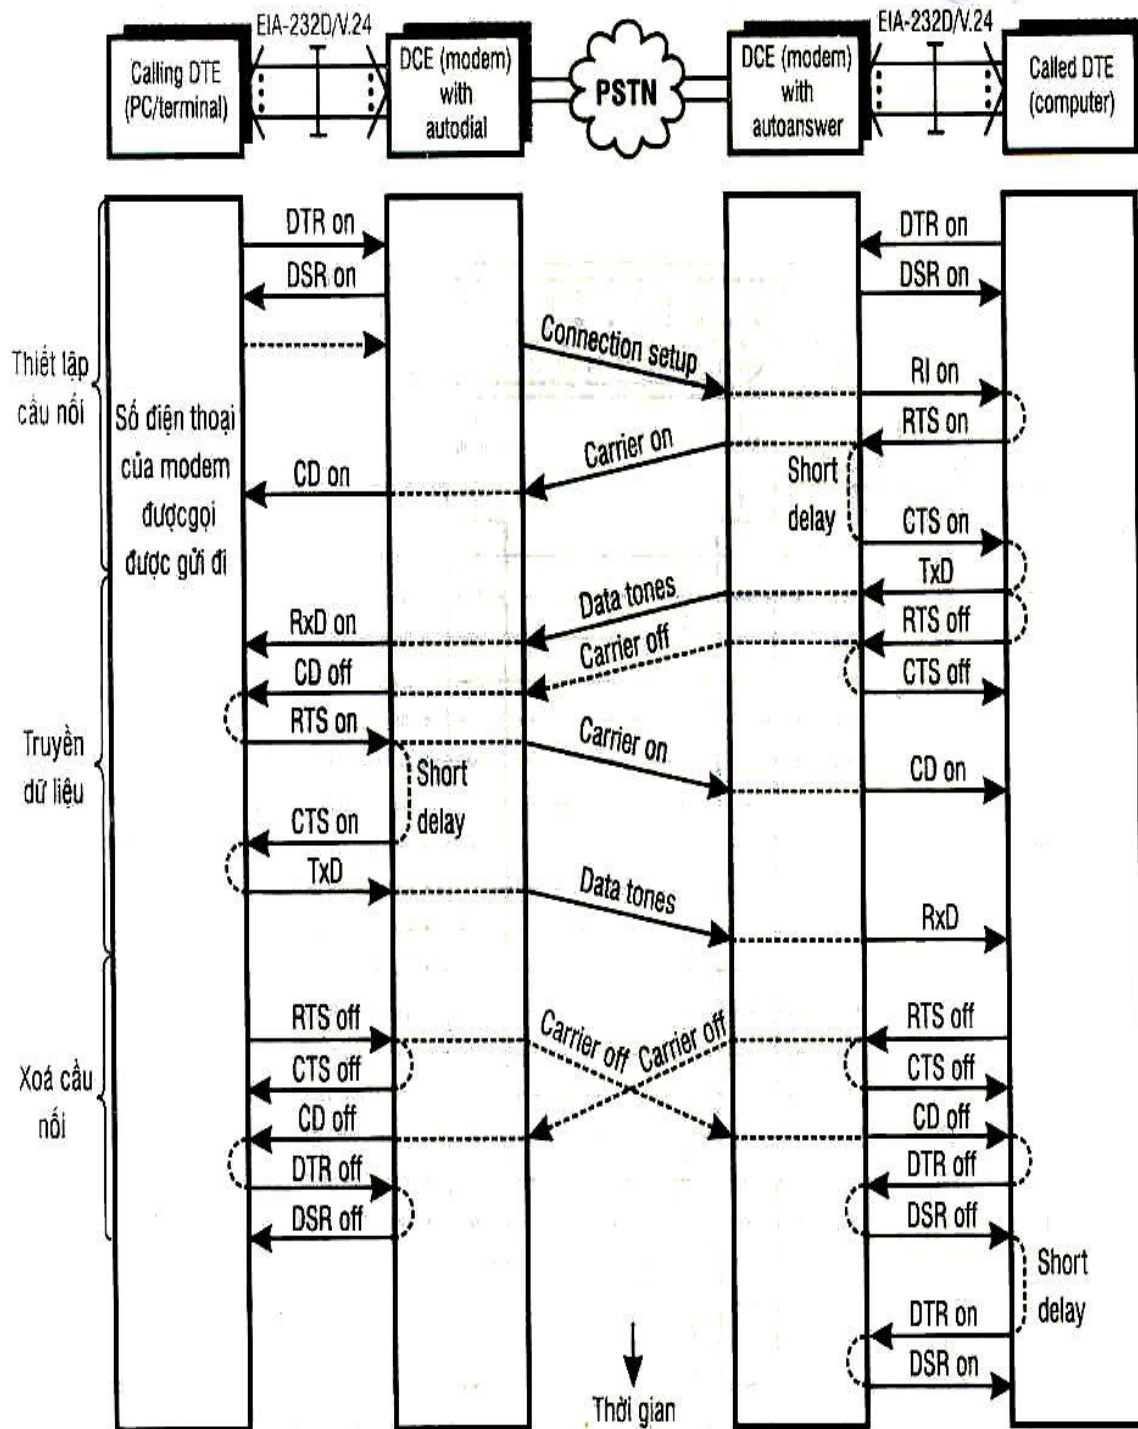 EIA-232D/V.24
EIA-232D/V.24
Calling DTE
(PC/terminal)
DCE (modem)
with
autodial
PSTN
DCE (modem)
with
autoanswer
Called DTE
(computer)
DTR on
DTR on
DSR on
DSR on
Connection setup
Thiết lập
cầu nối
RI on
Số điện thoại
của modem
đượcgọi
được gửi đi
RTS on
Carrier on
CD on
Short
delay
CTS on
TxD
Data tones
RxD on
RTS off
Carrier off
CD off
CTS off
RTS on
Carrier on
Truyền
dữ liệu
Short
delay
CD on
CTS on
TxD
Data tones
RxD
RTS off
Carrier off
Carrier off
RTS off
CTS off
CTS off
Xoá cầu
nối
CD off
CD off
DTR off
DTR off
DSR off
DSR off
Short
delay
DTR on
DSR on
Thời gian